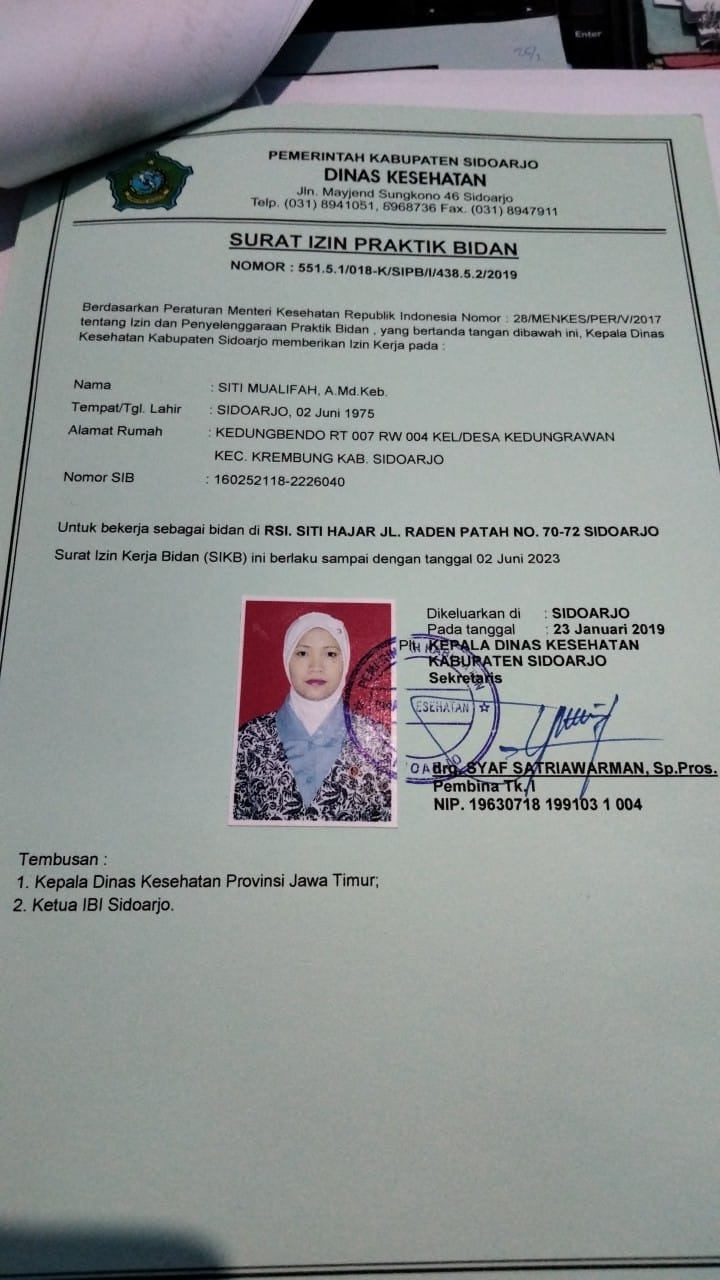 Enter
PEMERINTAH KABUPATEN SIDOARJO
DINAS KESEHATAN
Jln. Mayjend Sungkono 46 Sidoarjo
Telp. (031) 8941051, 8968736 Fax. (031) 8947911
SURAT IZIN PRAKTIK BIDAN
NOMOR : 551.5.1/018-K/SIPB/I/438.5.2/2019
Berdasarkan Peraturan Menteri Kesehatan Republik Indonesia Nomor : 28/MENKES/PER/V/2017
tentang Izin dan Penyelenggaraan Praktik Bidan , yang bertanda tangan dibawah ini, Kepala Dinas
Kesehatan Kabupaten Sidoarjo memberikan Izin Kerja pada :
Nama : SITI MUALIFAH, A.Md.Keb.
Tempat/Tgl. Lahir : SIDOARJO, 02 Juni 1975
Alamat Rumah : KEDUNGBENDO RT 007 RW 004 KEL/DESA KEDUNGRAWAN
KEC. KREMBUNG KAB. SIDOARJO
Nomor SIB : 160252118-2226040
Untuk bekerja sebagai bidan di RSI. SITI HAJAR JL. RADEN PATAH NO. 70-72 SIDOARJO
Surat Izin Kerja Bidan (SIKB) ini berlaku sampai dengan tanggal 02 Juni 2023
Dikeluarkan di : SIDOARJO
Pada tanggal : 23 Januari 2019
Plt. KEPALA DINAS KESEHATAN
KABUPATEN SIDOARJO
Sekretaris
KESEHATAN
drg. SYAF SATRIAWARMAN, Sp.Pros.
Pembina Tk. I
NIP. 19630718 199103 1 004
Tembusan :
1. Kepala Dinas Kesehatan Provinsi Jawa Timur;
2. Ketua IBI Sidoarjo.